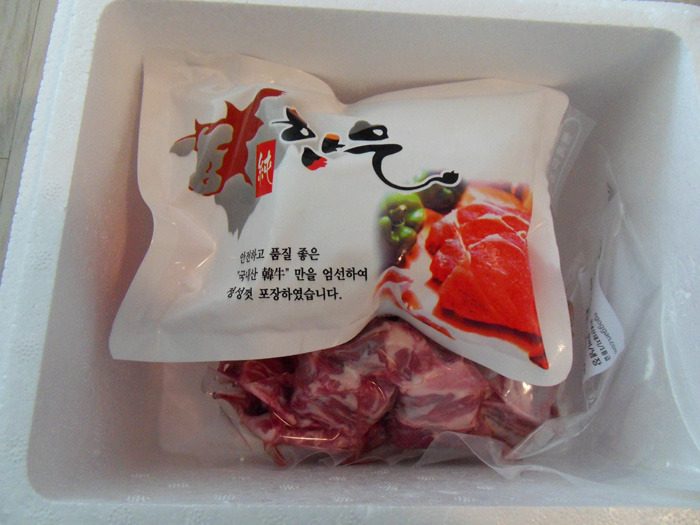 純
한우
안전하고 품질 좋은
"국내산 韓牛" 만을 엄선하여
정성껏 포장하였습니다.